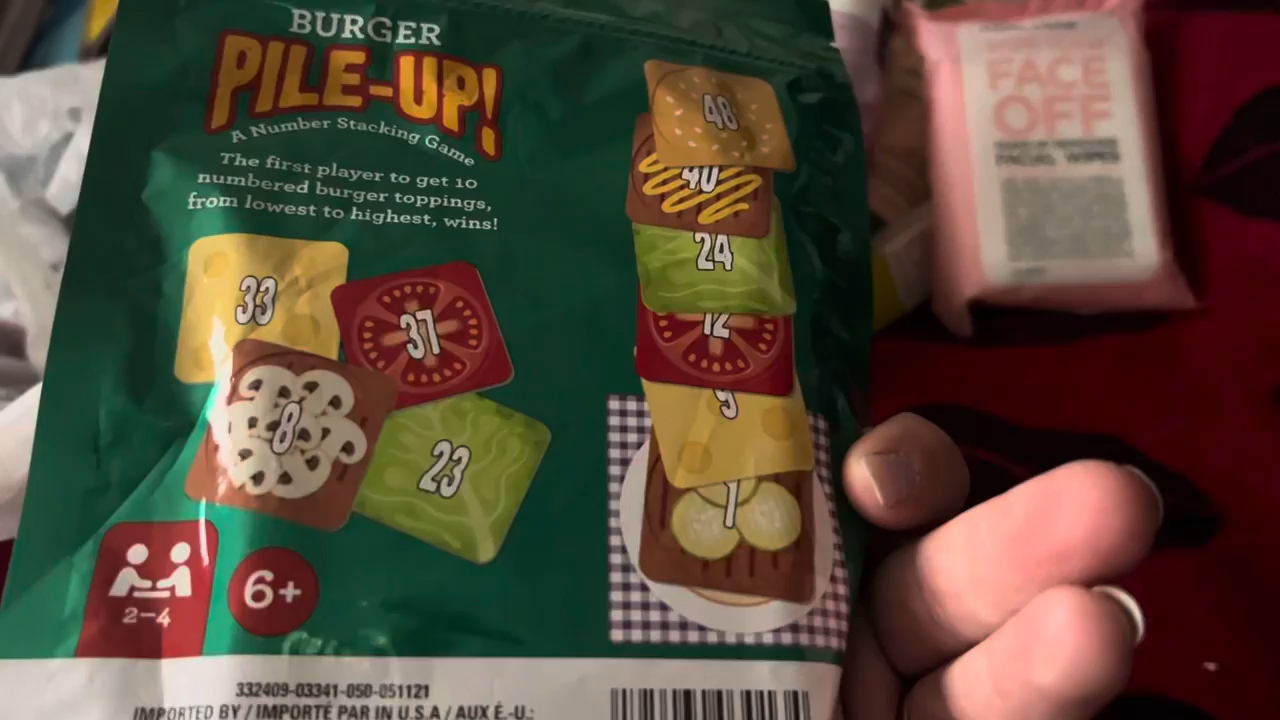 BURGER
PILE-UP!
A Number Stacking Game
The first player to get 10
numbered burger toppings,
from lowest to highest, wins!
33
37
8
23
48
40
24
12
9
1
2-4
6+
332409-03341-050-051121
IMPORTED BY / IMPORTÉ PAR IN U.S.A / AUX É.-U.:
FACE
OFF
FACIAL WIPES